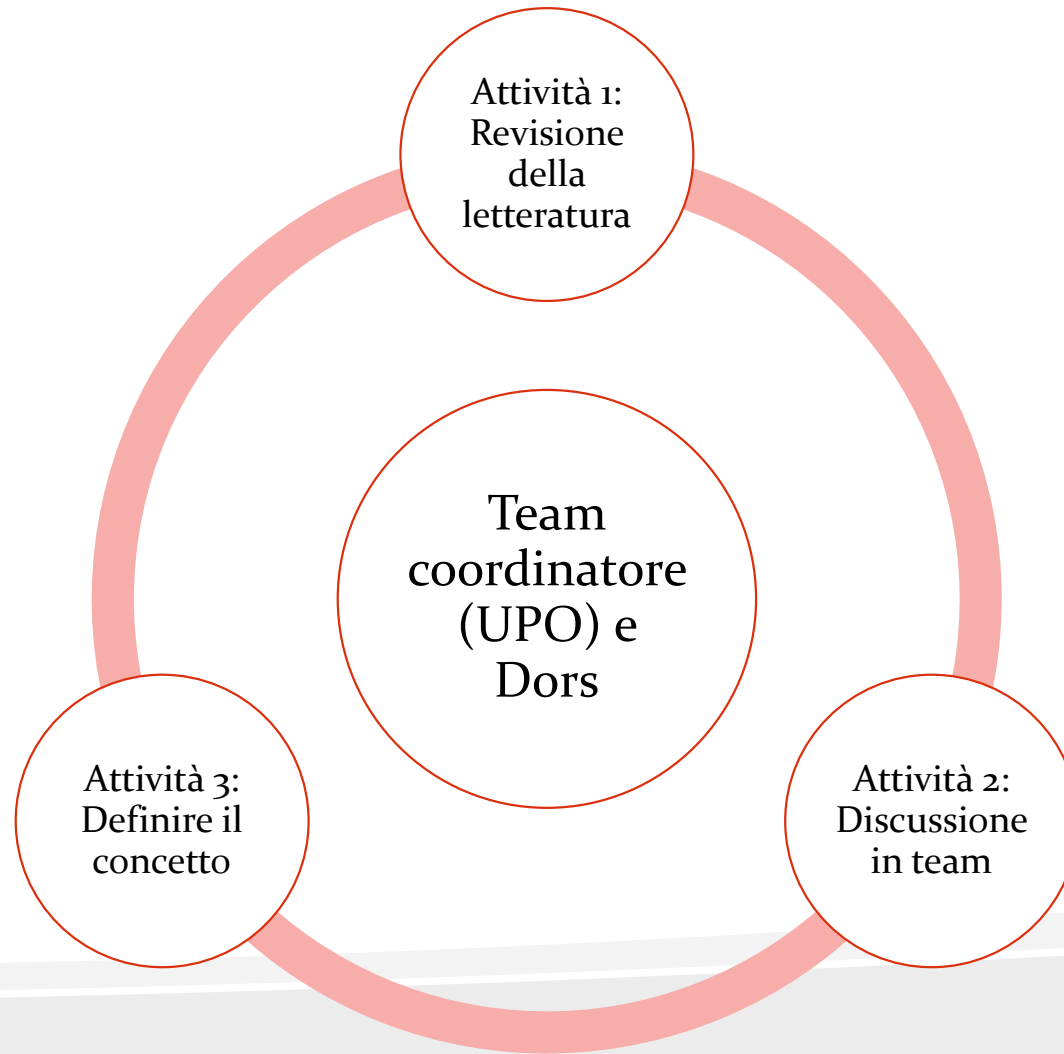 Attività 1:
Revisione
della
letteratura
Team
coordinatore
(UPO) e
Dors
Attività 3:
Definire il
concetto
Attività 2:
Discussione
in team